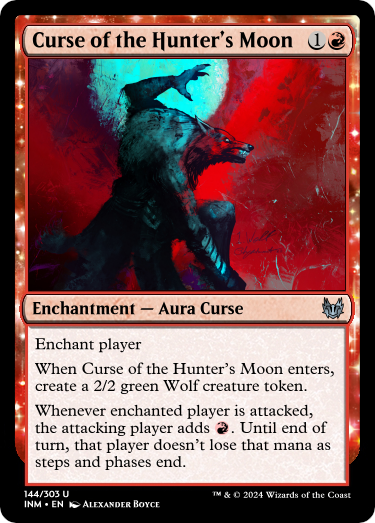 Curse of the Hunter's Moon 1
Enchantment — Aura Curse
Enchant player
When Curse of the Hunter's Moon enters,
create a 2/2 green Wolf creature token.
Whenever enchanted player is attacked,
the attacking player adds . Until end of
turn, that player doesn't lose that mana as
steps and phases end.
144/303 U
INM • EN Alexander Boyce
™ & © 2024 Wizards of the Coast